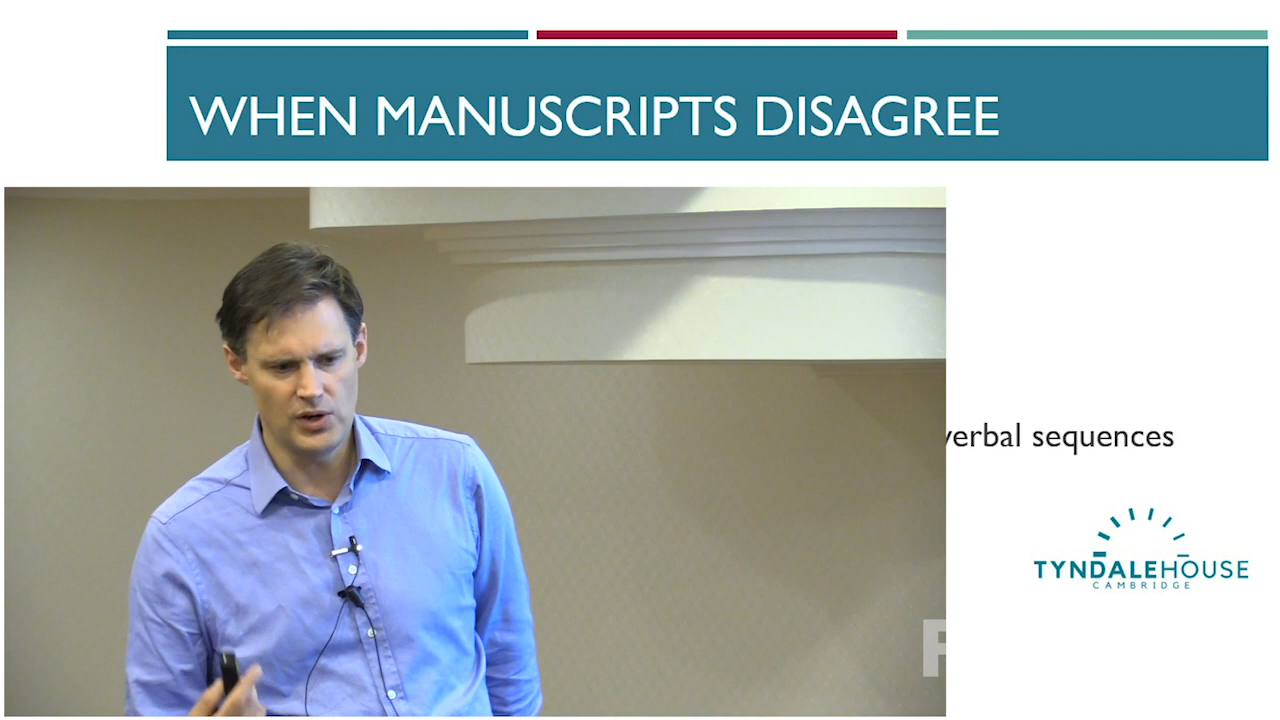 WHEN MANUSCRIPTS DISAGREE
verbal sequences
TYNDALEHOUSE
CAMBRIDGE